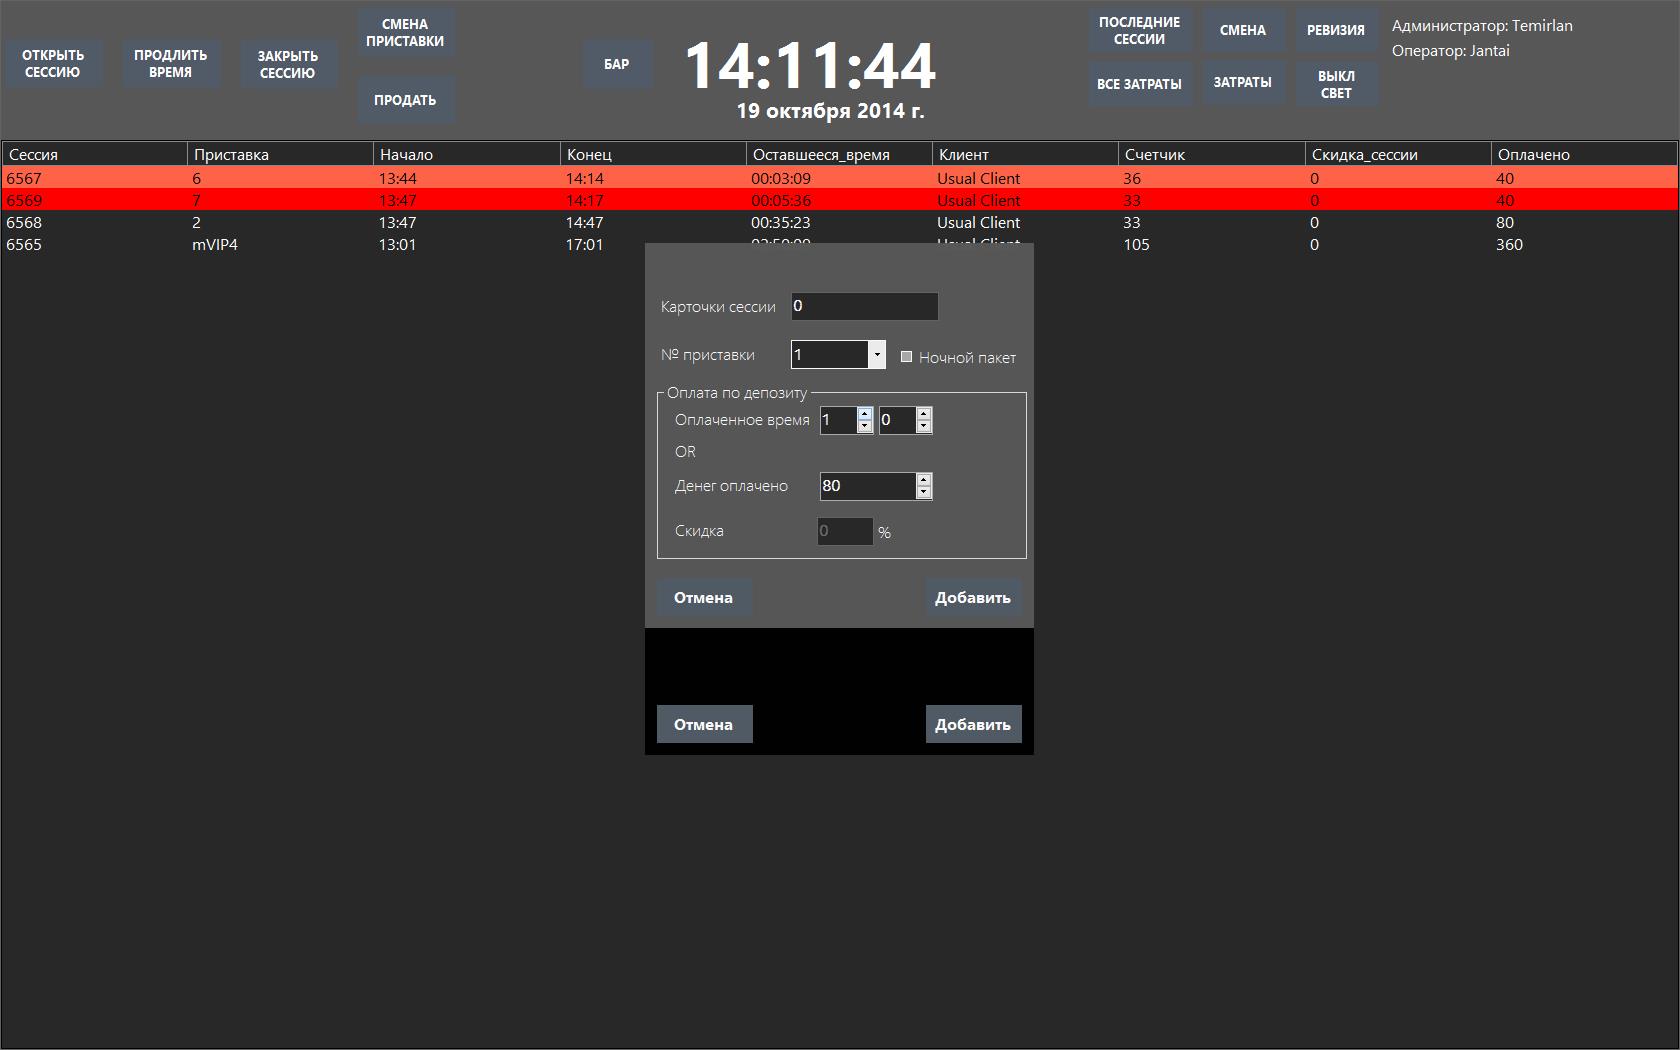 ОТКРЫТЬ
СЕССИЮ
ПРОДЛИТЬ
ВРЕМЯ
ЗАКРЫТЬ
СЕССИЮ
СМЕНА
ПРИСТАВКИ
ПРОДАТЬ
БАР
14:11:44
19 октября 2014 г.
ПОСЛЕДНИЕ
СЕССИИ
СМЕНА
РЕВИЗИЯ
ВСЕ ЗАТРАТЫ
ЗАТРАТЫ
ВЫКЛ
СВЕТ
Администратор: Temirlan
Оператор: Jantai
Сессия Приставка Начало Конец Оставшееся_время Клиент Счетчик Скидка_сессии Оплачено
6567 6 13:44 14:14 00:03:09 Usual Client 36 0 40
6569 7 13:47 14:17 00:05:36 Usual Client 33 0 40
6568 2 13:47 14:47 00:35:23 Usual Client 33 0 80
6565 mVIP4 13:01 17:01 Usual Client 105 0 360
Карточки сессии 0
№ приставки 1 Ночной пакет
Оплата по депозиту
Оплаченное время 1 0
OR
Денег оплачено 80
Скидка 0 %
Отмена Добавить
Отмена Добавить